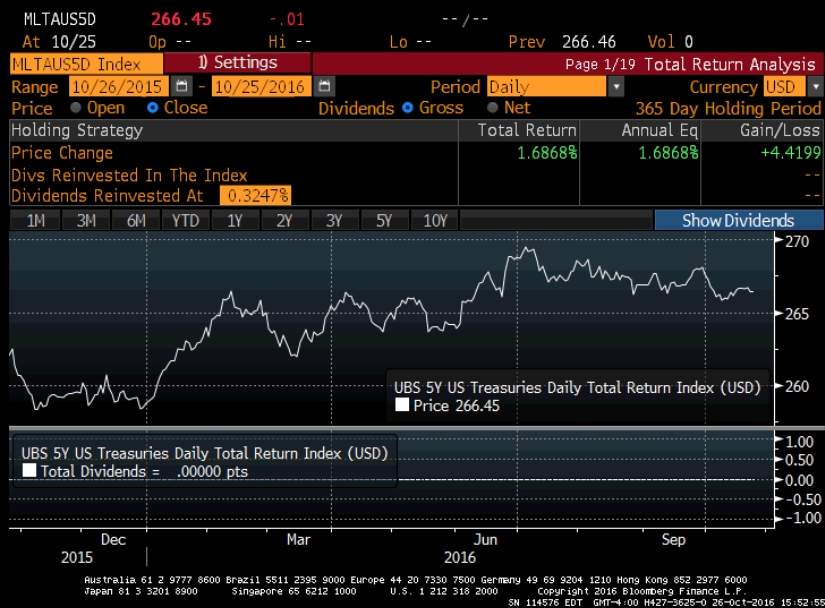 MLTAUS5D 266.45 -.01 --/--
At 10/25 Op -- Hi -- Lo -- Prev 266.46 Vol 0
MLTAUS5D Index 1) Settings Page 1/19 Total Return Analysis
Range 10/26/2015 - 10/25/2016 Period Daily Currency USD
Price Open Close Dividends Gross Net 365 Day Holding Period
Holding Strategy Total Return Annual Eq Gain/Loss
Price Change 1.6868% 1.6868% +4.4199
Divs Reinvested In The Index --
Dividends Reinvested At 0.3247% --
1M 3M 6M YTD 1Y 2Y 3Y 5Y 10Y Show Dividends
270
265
260
UBS 5Y US Treasuries Daily Total Return Index (USD)
Price 266.45
UBS 5Y US Treasuries Daily Total Return Index (USD)
Total Dividends = .00000 pts
1.00
0.50
0.00
-0.50
-1.00
Dec Mar Jun Sep
2015 2016
Australia 61 2 9777 8600 Brazil 5511 2395 9000 Europe 44 20 7330 7500 Germany 49 69 9204 1210 Hong Kong 852 2977 6000
Japan 81 3 3201 8900 Singapore 65 6212 1000 U.S. 1 212 318 2000 Copyright 2016 Bloomberg Finance L.P.
SN 114576 EDT GMT-4:00 H427-3625-0 26-Oct-2016 15:52:55